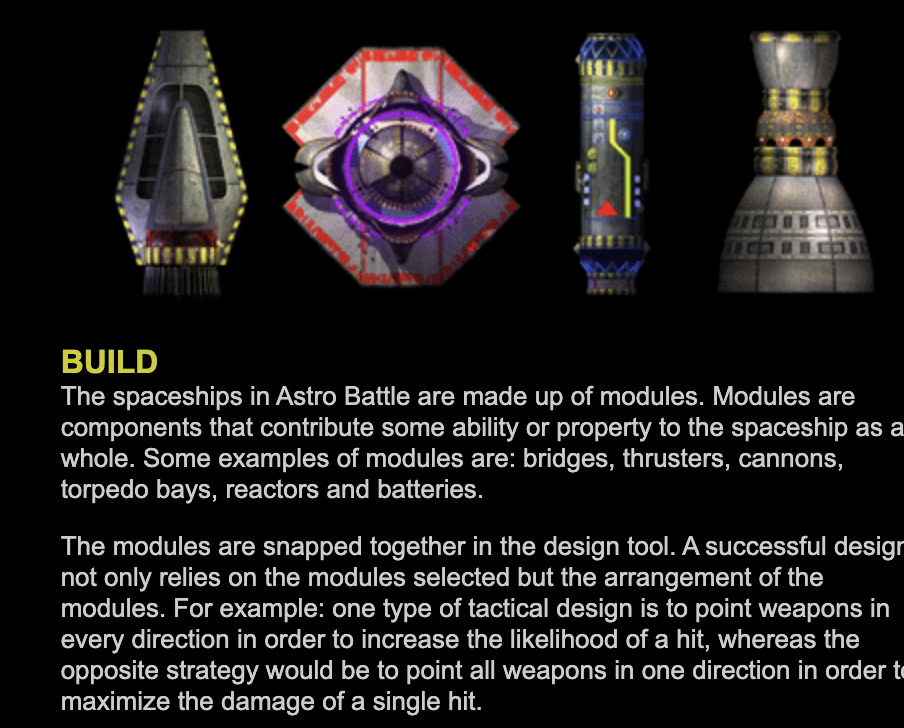 BUILD
The spaceships in Astro Battle are made up of modules. Modules are
components that contribute some ability or property to the spaceship as a
whole. Some examples of modules are: bridges, thrusters, cannons,
torpedo bays, reactors and batteries.
The modules are snapped together in the design tool. A successful design
not only relies on the modules selected but the arrangement of the
modules. For example: one type of tactical design is to point weapons in
every direction in order to increase the likelihood of a hit, whereas the
opposite strategy would be to point all weapons in one direction in order to
maximize the damage of a single hit.